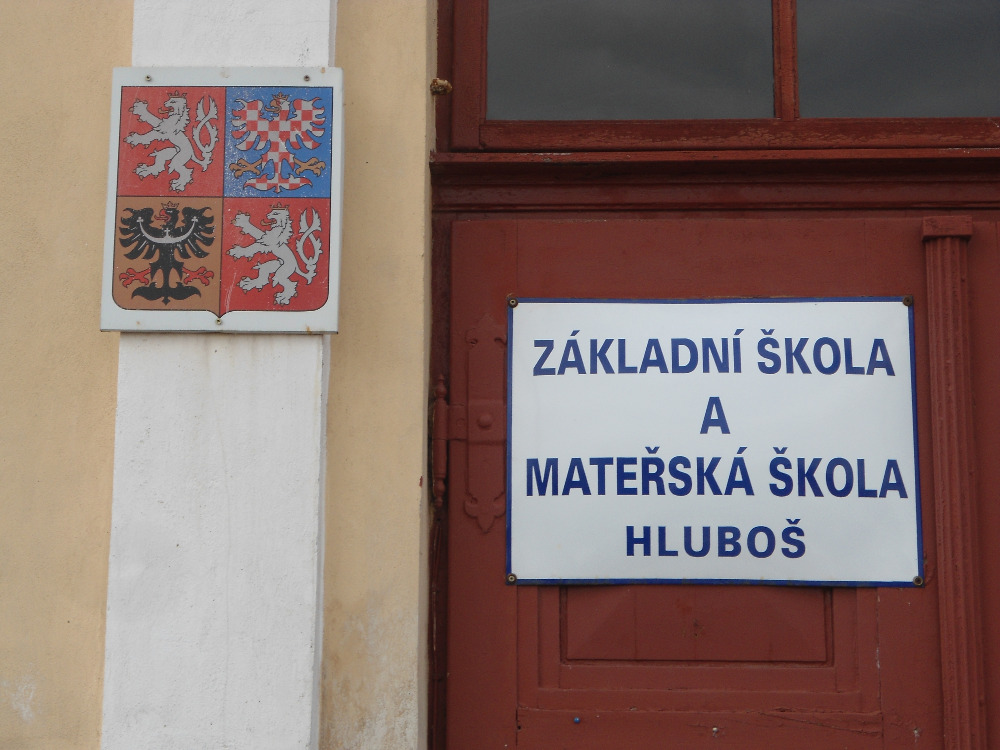 ZÁKLADNÍ ŠKOLA
A
MATEŘSKÁ ŠKOLA
HLUBOŠ